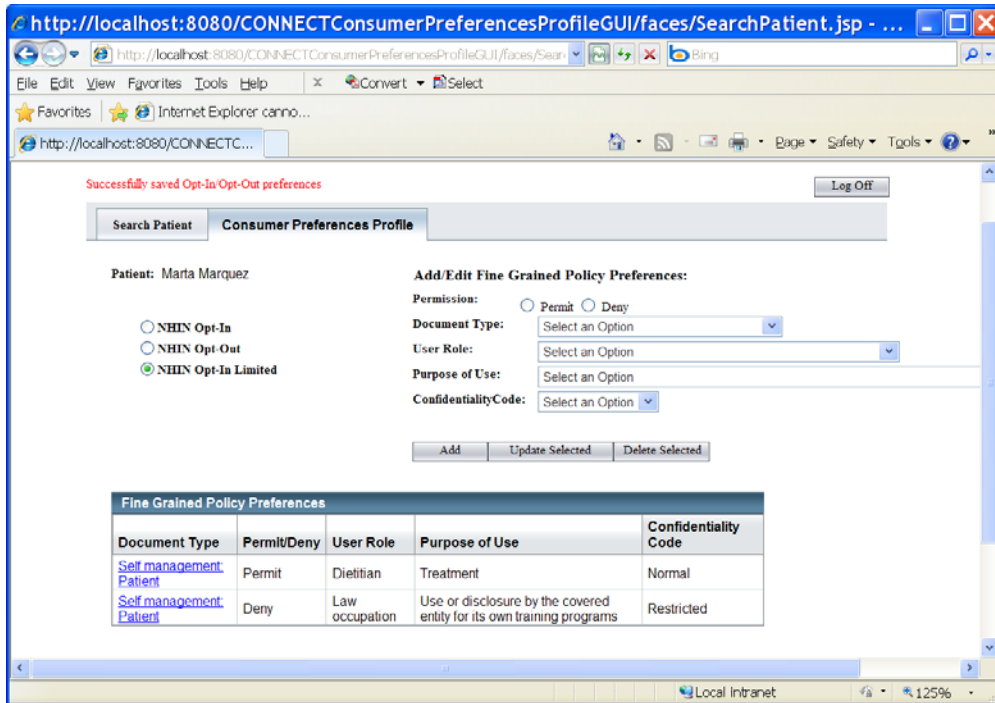 http://localhost:8080/CONNECTConsumerPreferencesProfileGUI/faces/SearchPatient.jsp - ...
http://localhost:8080/CONNECTConsumerPreferencesProfileGUI/faces/Sear Bing
File Edit View Favorites Tools Help x Convert Select
Favorites Internet Explorer canno...
http://localhost:8080/CONNECTC... Page Safety Tools »
Successfully saved Opt-In/Opt-Out preferences Log Off
Search Patient Consumer Preferences Profile
Patient: Marta Marquez Add/Edit Fine Grained Policy Preferences:
Permission: Permit Deny
NHIN Opt-In Document Type: Select an Option
NHIN Opt-Out User Role: Select an Option
NHIN Opt-In Limited Purpose of Use: Select an Option
ConfidentialityCode: Select an Option
Add Update Selected Delete Selected
Fine Grained Policy Preferences
Document Type Permit/Deny User Role Purpose of Use Confidentiality Code
Self management: Patient Permit Dietitian Treatment Normal
Self management: Patient Deny Law occupation Use or disclosure by the covered entity for its own training programs Restricted
Local intranet 125%